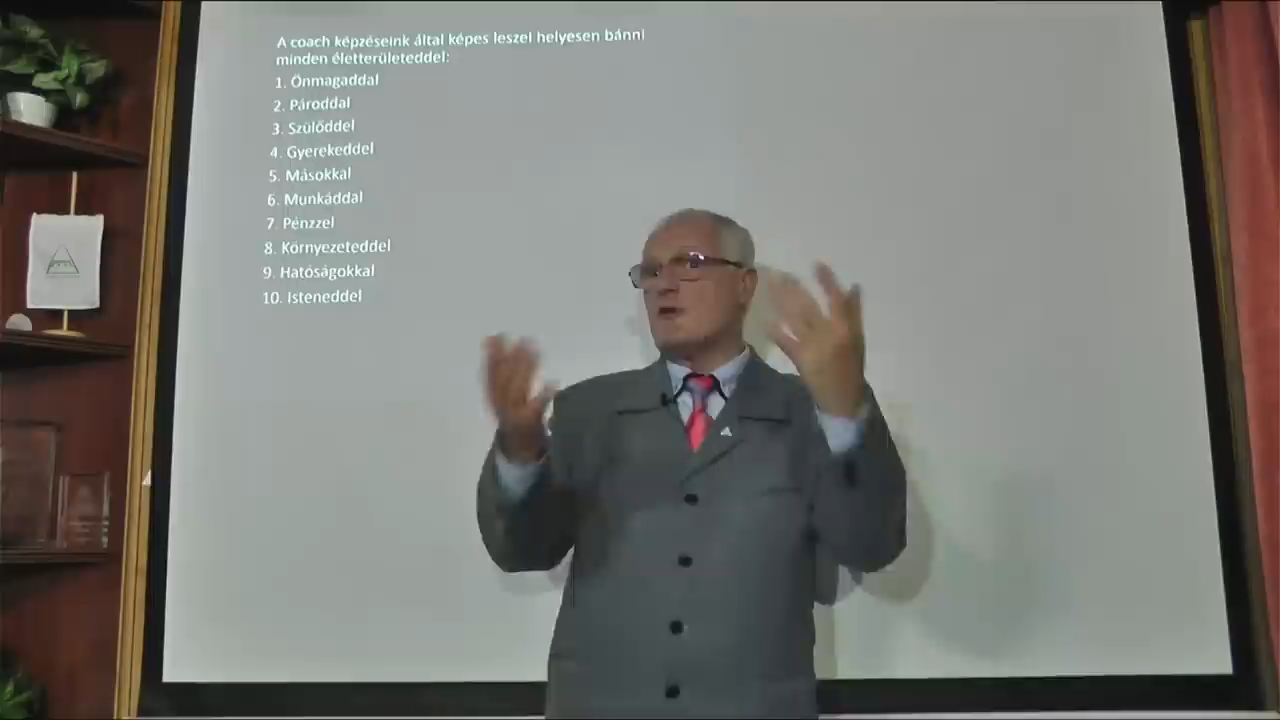 A coach képzéseink által képes leszel helyesen bánni
minden életterületeddel:
1. Önmagaddal
2. Pároddal
3. Szülőddel
4. Gyerekeddel
5. Másokkal
6. Munkáddal
7. Pénzzel
8. Környezeteddel
9. Hatóságokkal
10. Isteneddel